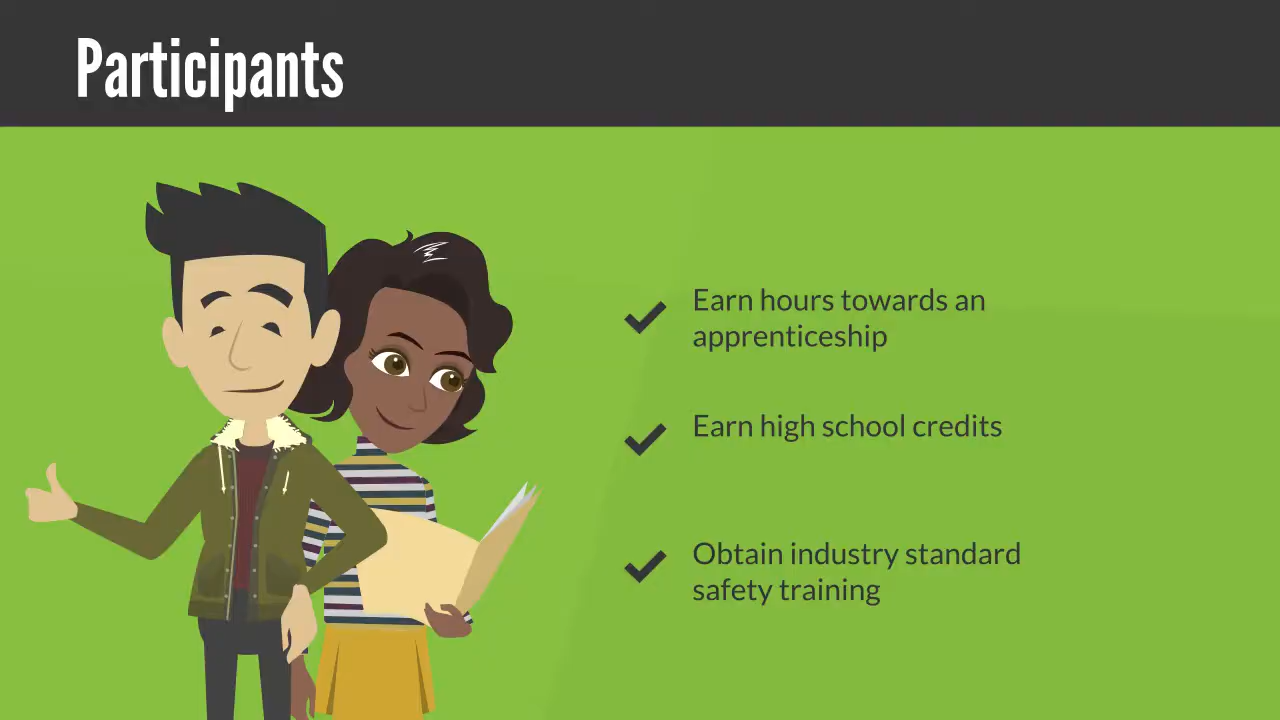 Participants
Earn hours towards an
apprenticeship
Earn high school credits
Obtain industry standard
safety training